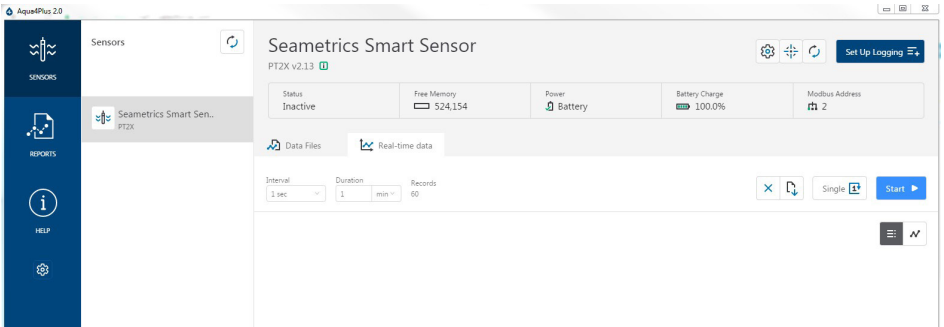 Aqua4Plus 2.0
SENSORS
REPORTS
HELP
Sensors
Seametrics Smart Sen..
PT2X
Seametrics Smart Sensor
PT2X v2.13
Set Up Logging
Status
Inactive
Free Memory
524,154
Power
Battery
Battery Charge
100.0%
Modbus Address
2
Data Files
Real-time data
Interval
1 sec
Duration
1 min
Records
60
Single
Start